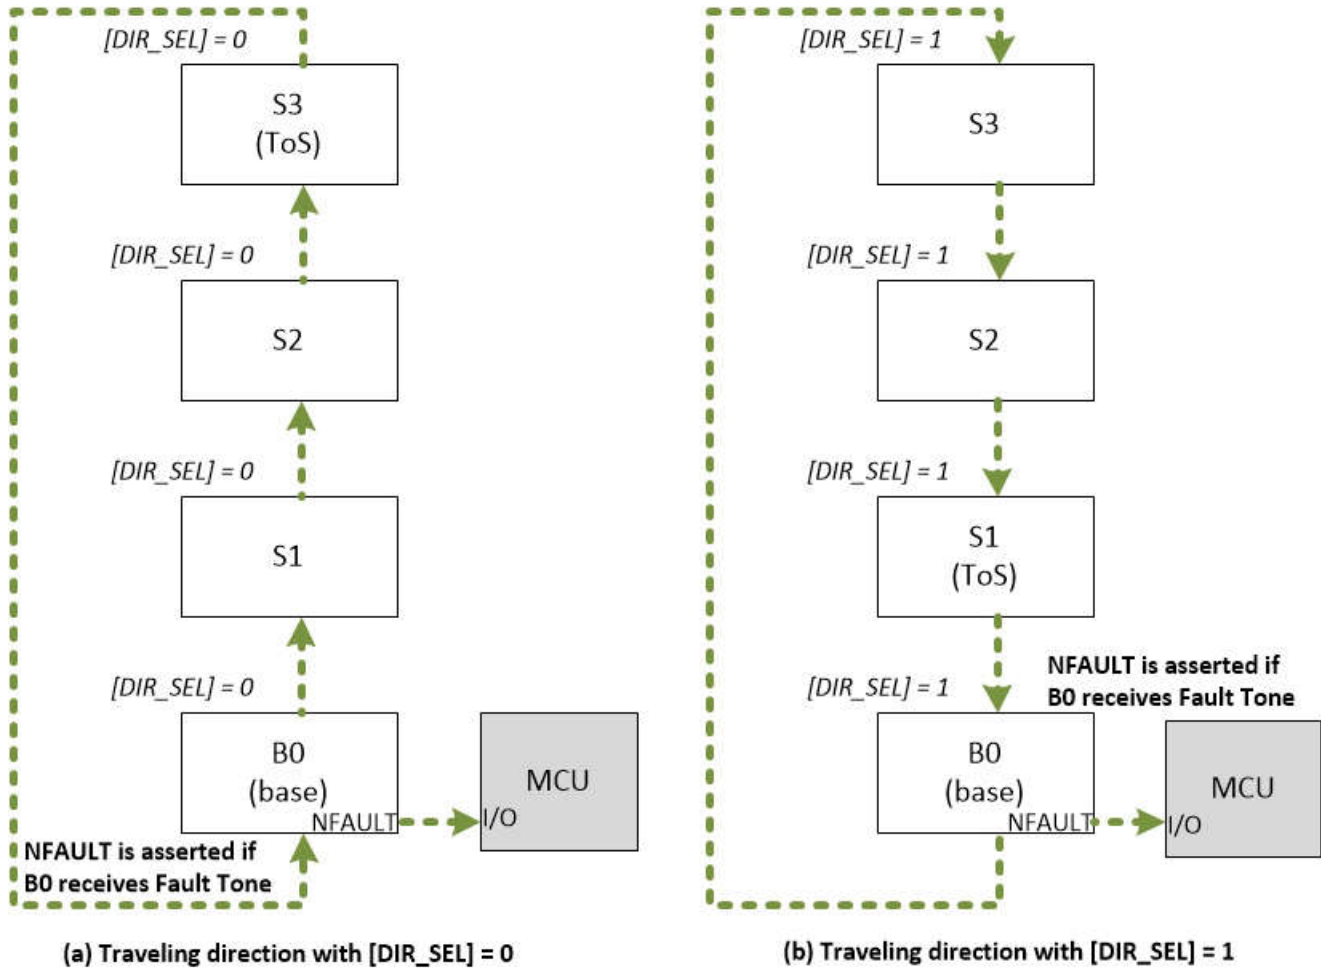 [DIR_SEL] = 0
S3
(ToS)
[DIR_SEL] = 0
S2
[DIR_SEL] = 0
S1
[DIR_SEL] = 0
B0
(base)
NFAULT
MCU
I/O
NFAULT is asserted if
B0 receives Fault Tone
(a) Traveling direction with [DIR_SEL] = 0
[DIR_SEL] = 1
S3
[DIR_SEL] = 1
S2
[DIR_SEL] = 1
S1
(ToS)
NFAULT is asserted if
B0 receives Fault Tone
[DIR_SEL] = 1
B0
(base)
NFAULT
MCU
I/O
(b) Traveling direction with [DIR_SEL] = 1